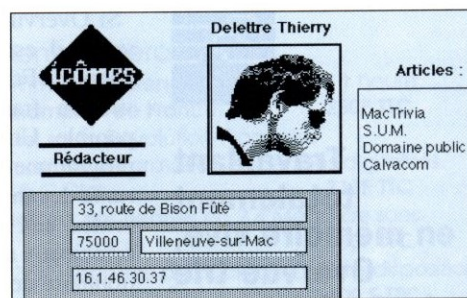 Delettre Thierry
icônes
Rédacteur
Articles :
MacTrivia
S.U.M.
Domaine public
Calvacom
33, route de Bison Fûté
75000 Villeneuve-sur-Mac
16.1.46.30.37